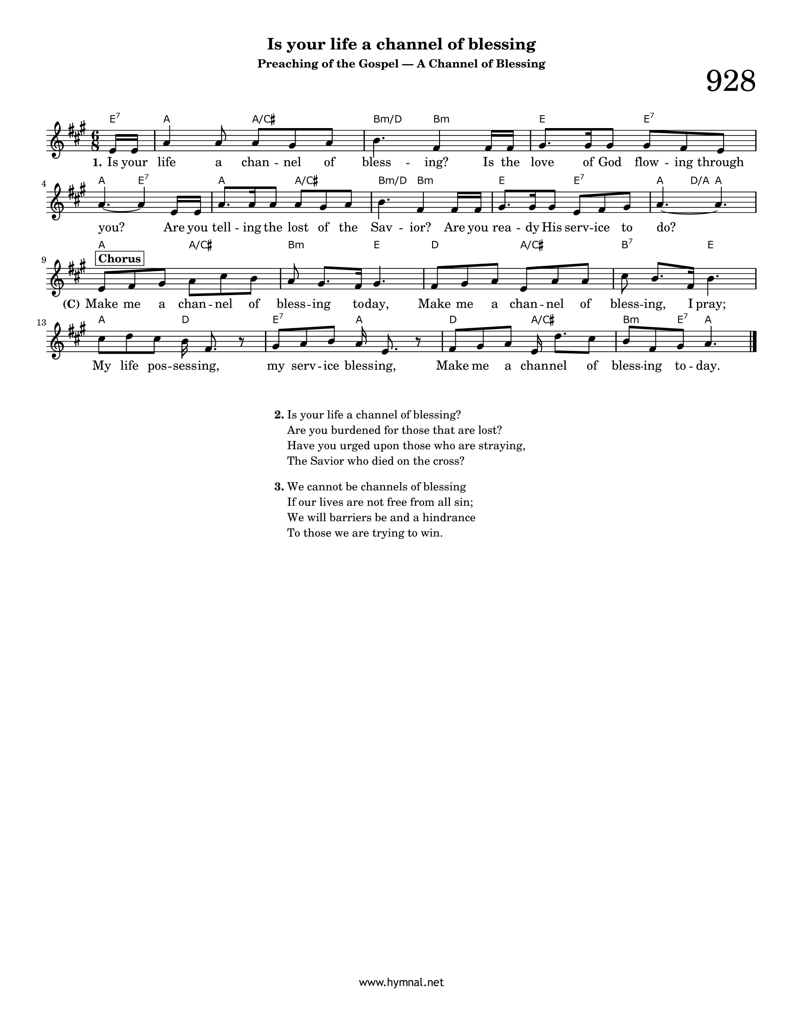 Is your life a channel of blessing
Preaching of the Gospel — A Channel of Blessing
928
E7 A A/C♯ Bm/D Bm E E7
6
8
1. Is your life a chan - nel of bless - ing? Is the love of God flow - ing through
4 A E7 A A/C♯ Bm/D Bm E E7 A D/A A
you? Are you tell - ing the lost of the Sav - ior? Are you rea - dy His serv - ice to do?
9 A A/C♯ Bm E D A/C♯ B7 E
Chorus
(C) Make me a chan - nel of bless - ing today, Make me a chan - nel of bless - ing, I pray;
13 A D E7 A D A/C♯ Bm E7 A
My life pos - sessing, my serv - ice blessing, Make me a channel of bless - ing to - day.
2. Is your life a channel of blessing?
Are you burdened for those that are lost?
Have you urged upon those who are straying,
The Savior who died on the cross?
3. We cannot be channels of blessing
If our lives are not free from all sin;
We will barriers be and a hindrance
To those we are trying to win.
www.hymnal.net